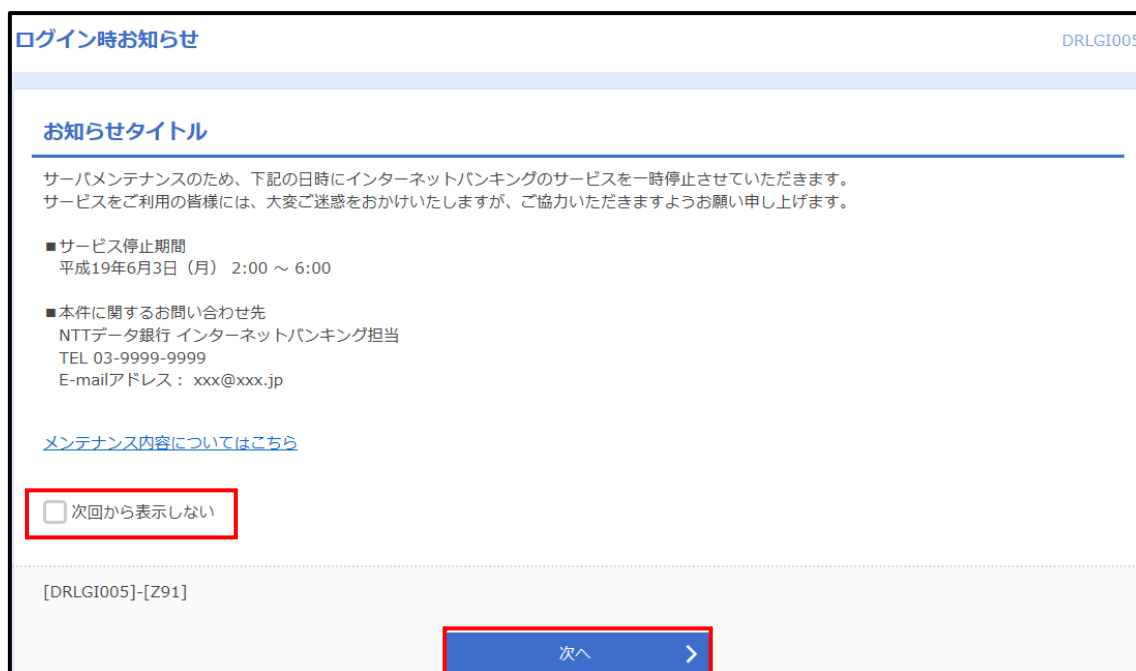 ログイン時お知らせ
DRLGI005
お知らせタイトル
サーバメンテナンスのため、下記の日時にインターネットバンキングのサービスを一時停止させていただきます。
サービスをご利用の皆様には、大変ご迷惑をおかけいたしますが、ご協力いただきますようお願い申し上げます。
■サービス停止期間
平成19年6月3日（月） 2:00 ～ 6:00
■本件に関するお問い合わせ先
NTTデータ銀行 インターネットバンキング担当
TEL 03-9999-9999
E-mailアドレス： xxx@xxx.jp
メンテナンス内容についてはこちら
次回から表示しない
[DRLGI005]-[Z91]
次へ